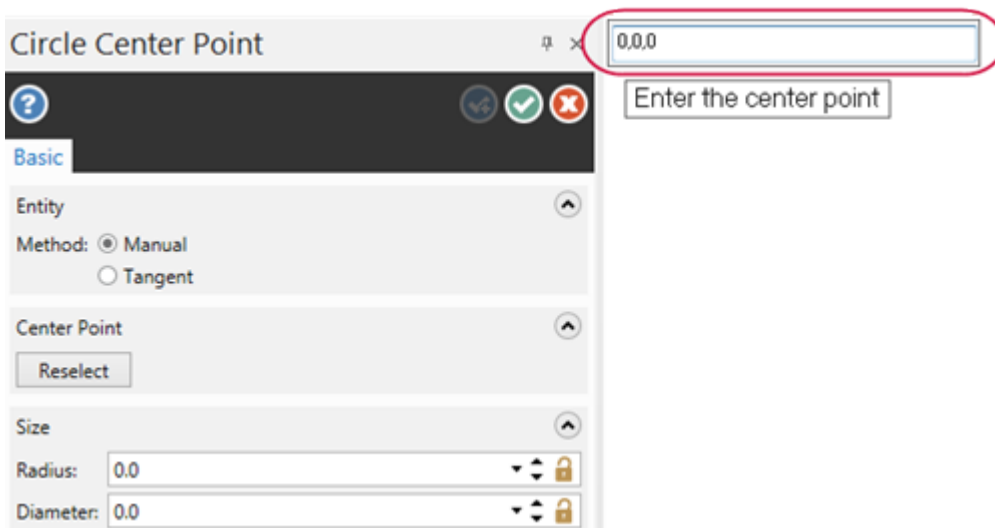 Circle Center Point
0,0,0
Enter the center point
?
Basic
Entity
Method: Manual
Tangent
Center Point
Reselect
Size
Radius: 0.0
Diameter: 0.0